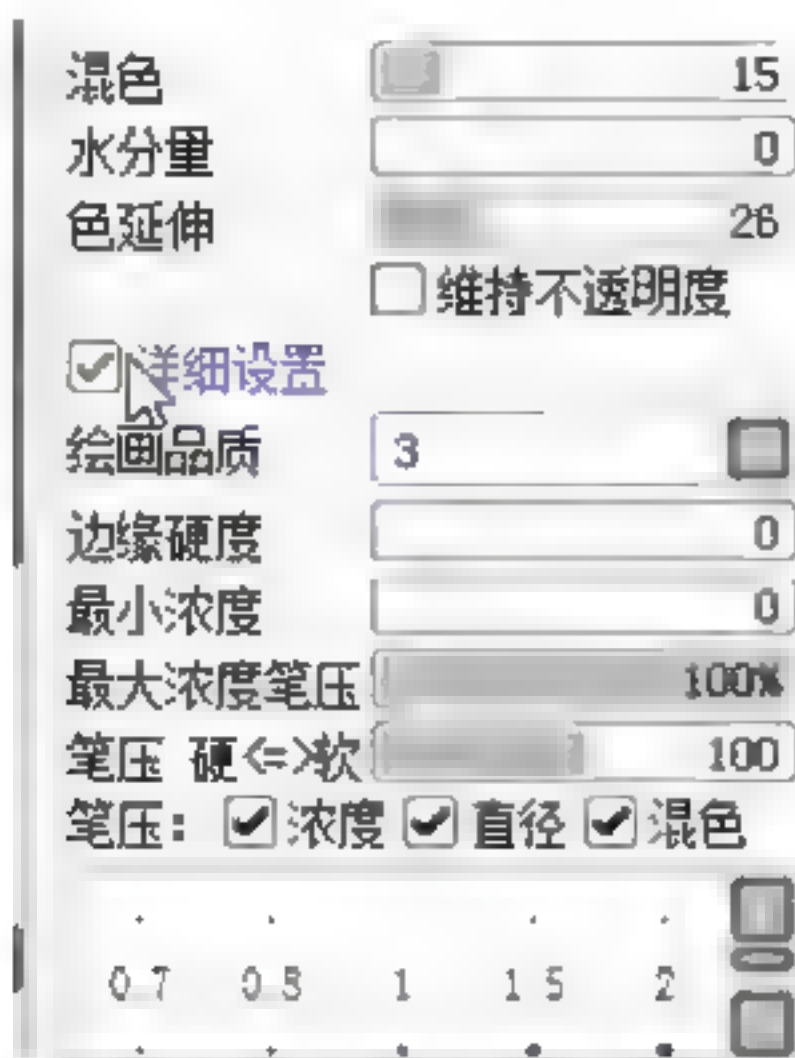 混色 15
水分量 0
色延伸 26
维持不透明度
详细设置
绘画品质 3
边缘硬度 0
最小浓度 0
最大浓度笔压 100%
笔压 硬<=>软 100
笔压: 浓度 直径 混色
0.7 0.8 1 1.5 2